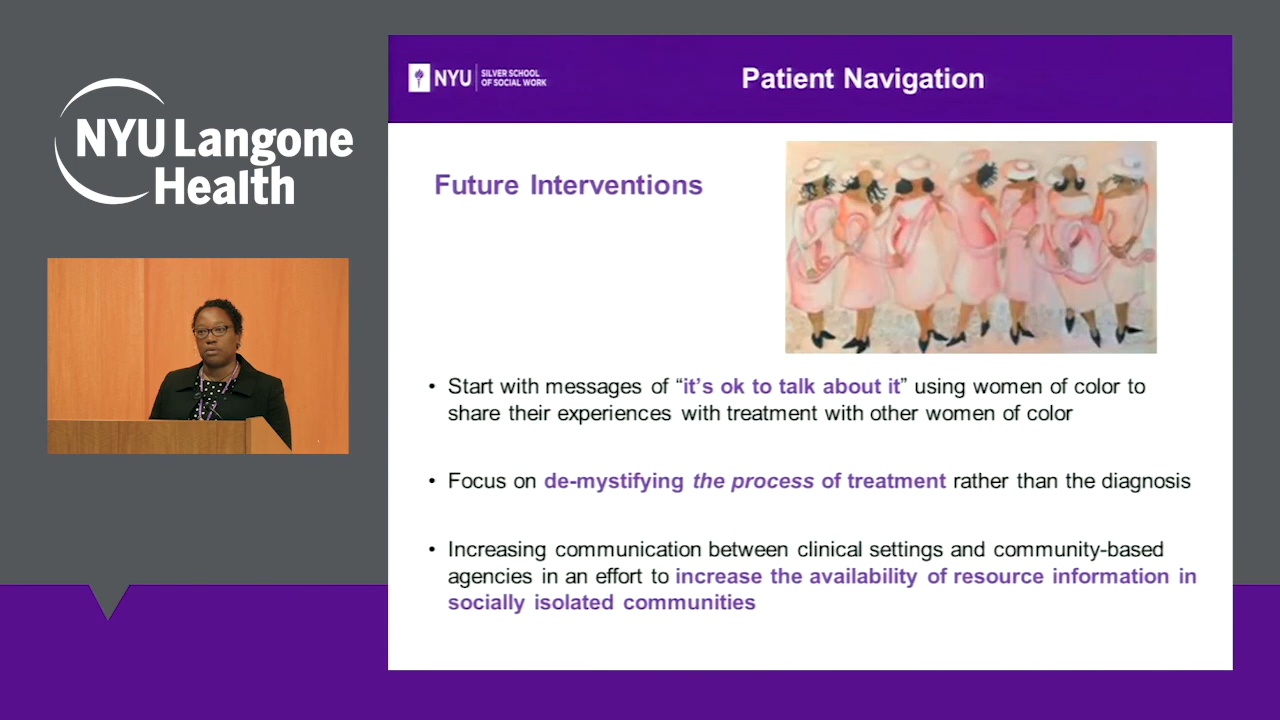 NYU Langone
Health
NYU
SILVER SCHOOL
OF SOCIAL WORK
Patient Navigation
Future Interventions
• Start with messages of “it’s ok to talk about it” using women of color to
share their experiences with treatment with other women of color
• Focus on de-mystifying the process of treatment rather than the diagnosis
• Increasing communication between clinical settings and community-based
agencies in an effort to increase the availability of resource information in
socially isolated communities